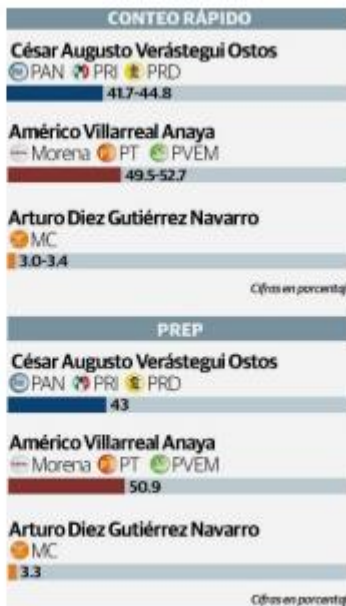 CONTEO RÁPIDO
César Augusto Verástegui Ostos
PAN PRI PRD
41.7-44.8
Américo Villarreal Anaya
Morena PT PVEM
49.5-52.7
Arturo Diez Gutiérrez Navarro
MC
3.0-3.4
Cifras en porcentaj
PREP
César Augusto Verástegui Ostos
PAN PRI PRD
43
Américo Villarreal Anaya
Morena PT PVEM
50.9
Arturo Diez Gutiérrez Navarro
MC
3.3
Cifras en porcentaj